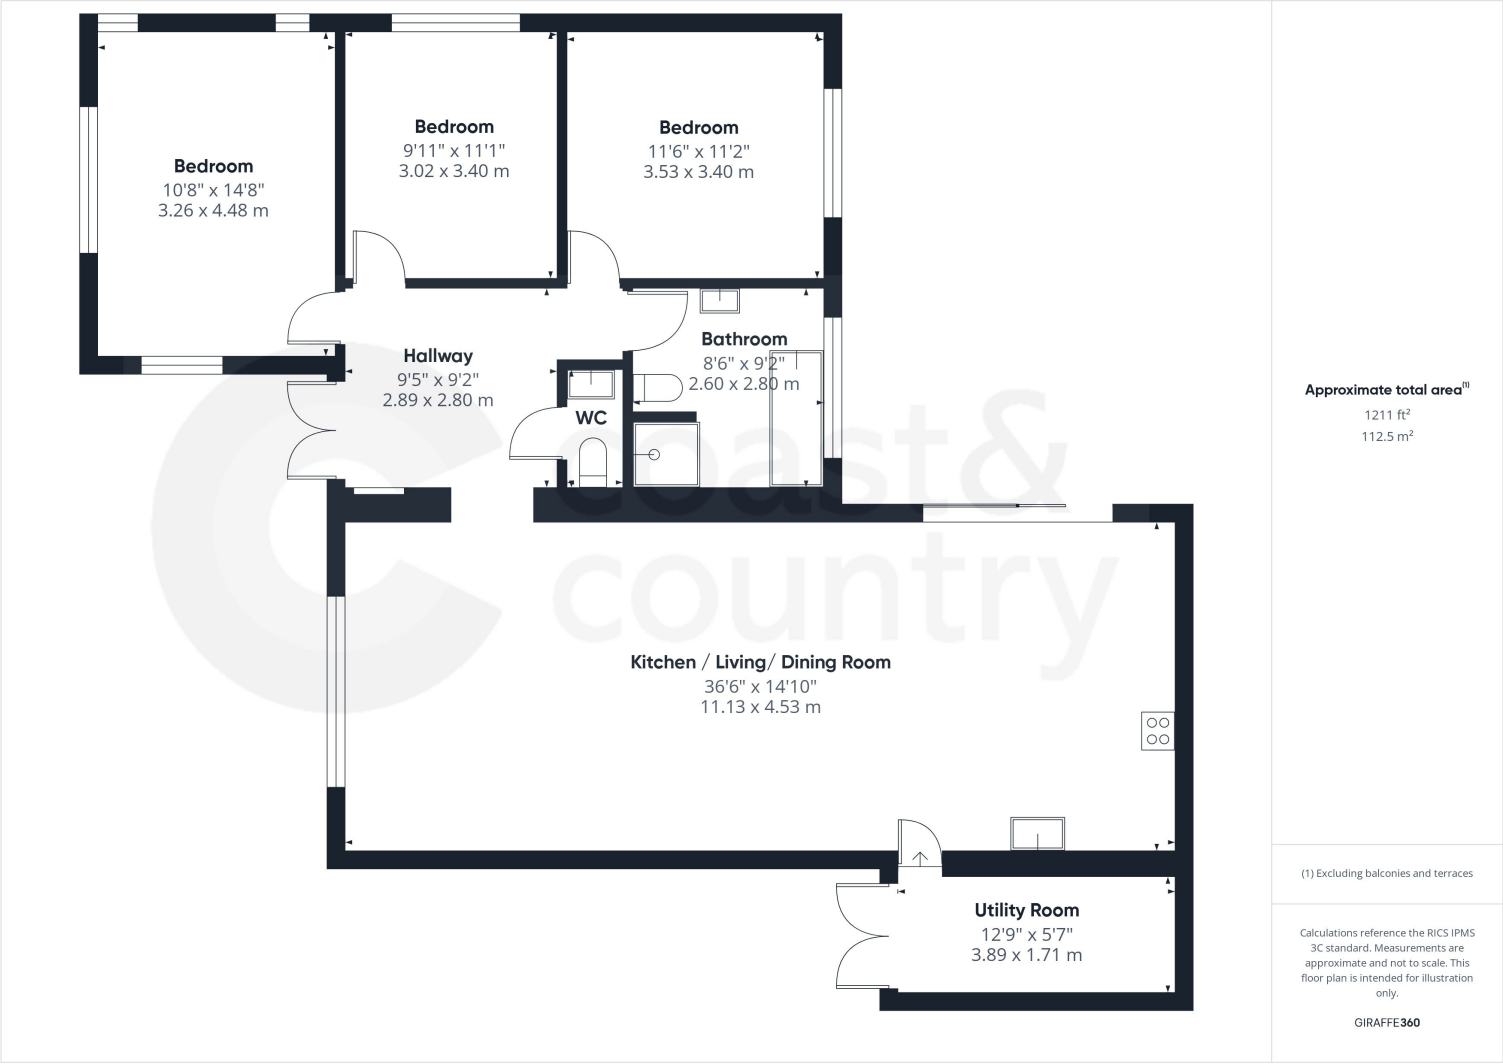 Bedroom
10'8" x 14'8"
3.26 x 4.48 m
Bedroom
9'11" x 11'1"
3.02 x 3.40 m
Bedroom
11'6" x 11'2"
3.53 x 3.40 m
Hallway
9'5" x 9'2"
2.89 x 2.80 m
WC
Bathroom
8'6" x 9'2"
2.60 x 2.80 m
coast&
country
Kitchen / Living/ Dining Room
36'6" x 14'10"
11.13 x 4.53 m
Utility Room
12'9" x 5'7"
3.89 x 1.71 m
Approximate total area⁽¹⁾
1211 ft²
112.5 m²
(1) Excluding balconies and terraces
Calculations reference the RICS IPMS
3C standard. Measurements are
approximate and not to scale. This
floor plan is intended for illustration
only.
GIRAFFE360